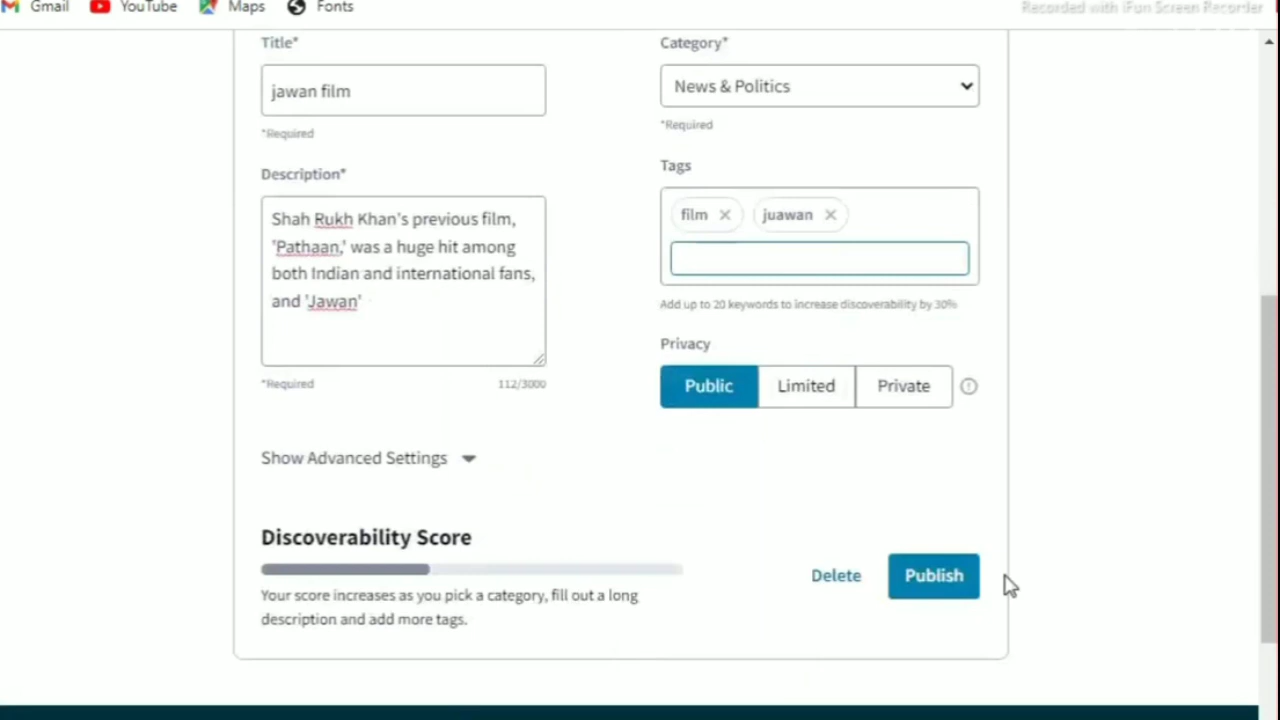 Gmail YouTube Maps Fonts
Recorded with iFun Screen Recorder
Title*
jawan film
*Required
Description*
Shah Rukh Khan's previous film,
'Pathaan,' was a huge hit among
both Indian and international fans,
and 'Jawan'
*Required 112/3000
Category*
News & Politics
*Required
Tags
film juawan
Add up to 20 keywords to increase discoverability by 30%
Privacy
Public Limited Private
Show Advanced Settings
Discoverability Score
Your score increases as you pick a category, fill out a long
description and add more tags.
Delete Publish